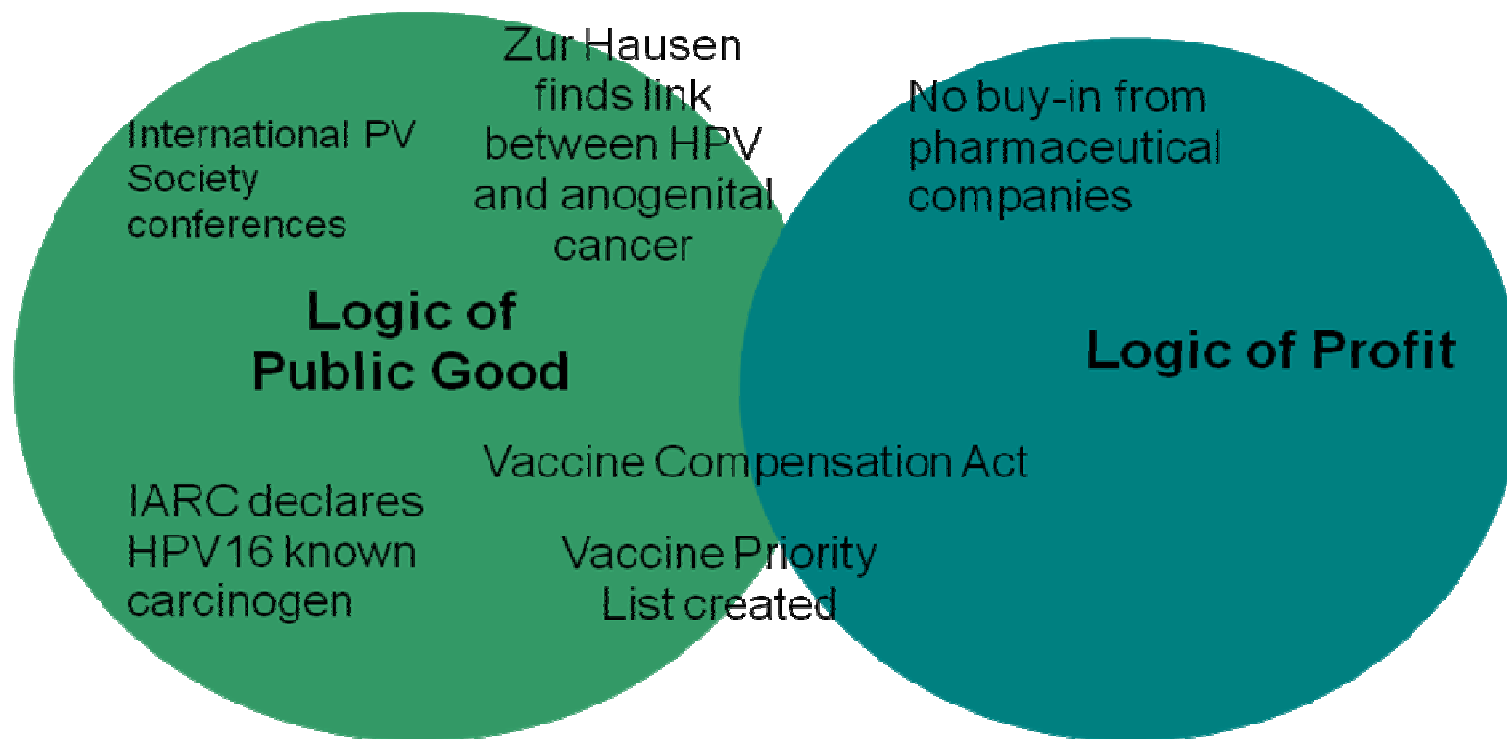 Zur Hausen
finds link
between HPV
and anogenital
cancer
International PV
Society
conferences
No buy-in from
pharmaceutical
companies
Logic of
Public Good
Logic of Profit
Vaccine Compensation Act
IARC declares
HPV16 known
carcinogen
Vaccine Priority
List created